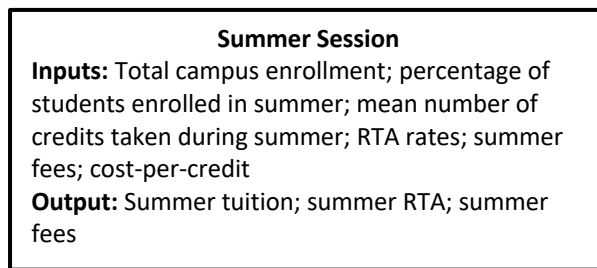 Summer Session
Inputs: Total campus enrollment; percentage of
students enrolled in summer; mean number of
credits taken during summer; RTA rates; summer
fees; cost-per-credit
Output: Summer tuition; summer RTA; summer
fees